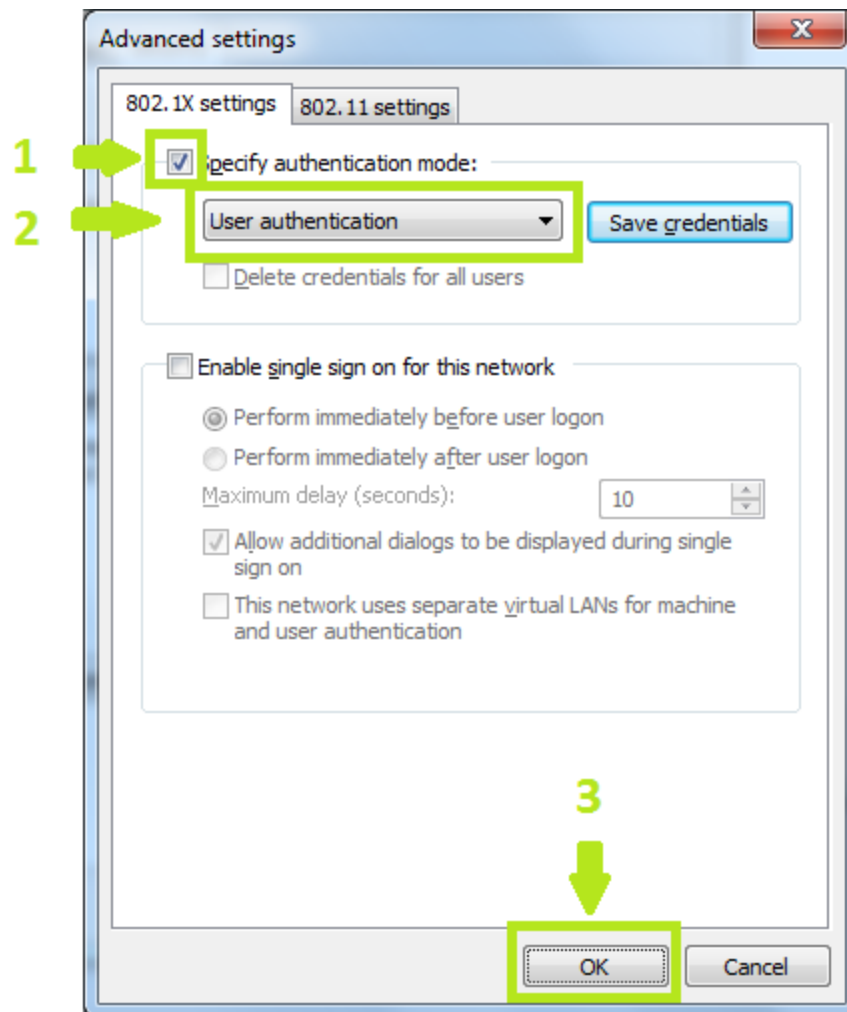 Advanced settings
802.1X settings
802.11 settings
1
Specify authentication mode:
2
User authentication
Save credentials
Delete credentials for all users
Enable single sign on for this network
Perform immediately before user logon
Perform immediately after user logon
Maximum delay (seconds):
10
Allow additional dialogs to be displayed during single
sign on
This network uses separate virtual LANs for machine
and user authentication
3
OK
Cancel